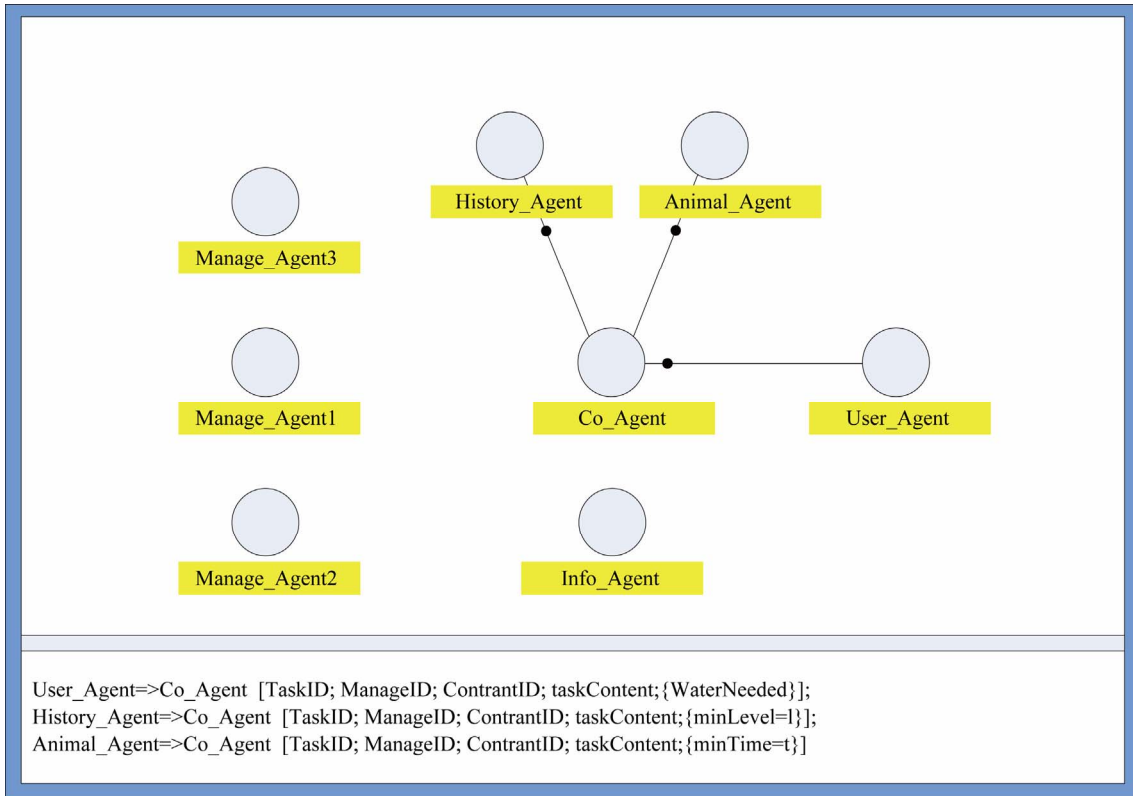 History_Agent
Animal_Agent
Manage_Agent3
Manage_Agent1
Co_Agent
User_Agent
Manage_Agent2
Info_Agent
User_Agent=>Co_Agent [TaskID; ManageID; ContrantID; taskContent;{WaterNeeded}];
History_Agent=>Co_Agent [TaskID; ManageID; ContrantID; taskContent;{minLevel=l}];
Animal_Agent=>Co_Agent [TaskID; ManageID; ContrantID; taskContent;{minTime=t}]